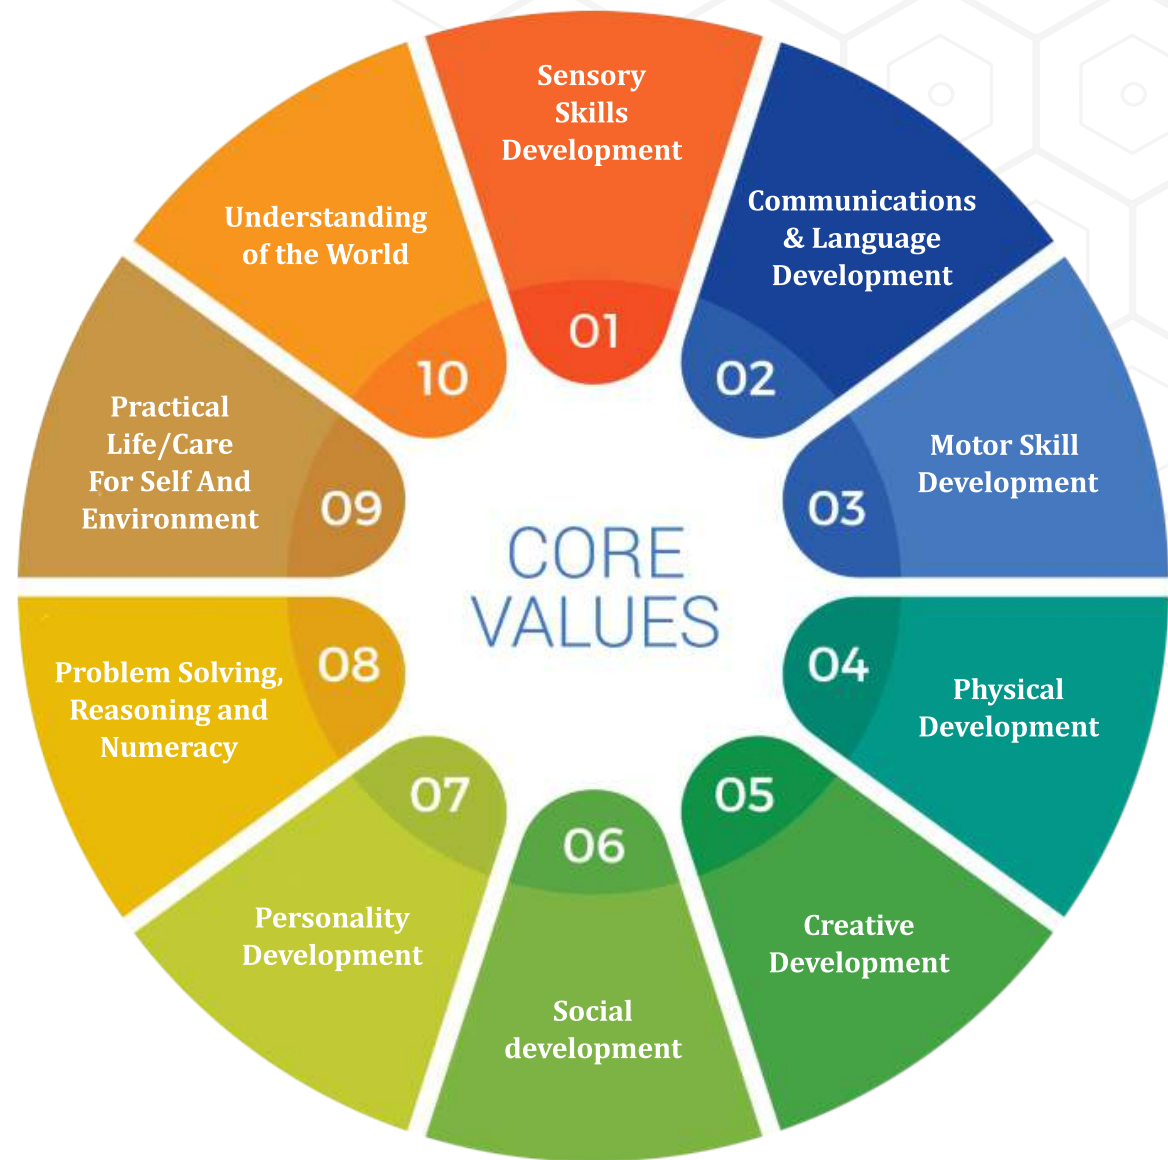 Sensory
Skills
Development
01
Communications
& Language
Development
02
Motor Skill
Development
03
Physical
Development
04
Creative
Development
05
Social
development
06
Personality
Development
07
Problem Solving,
Reasoning and
Numeracy
08
Practical
Life/Care
For Self And
Environment
09
Understanding
of the World
10
CORE
VALUES